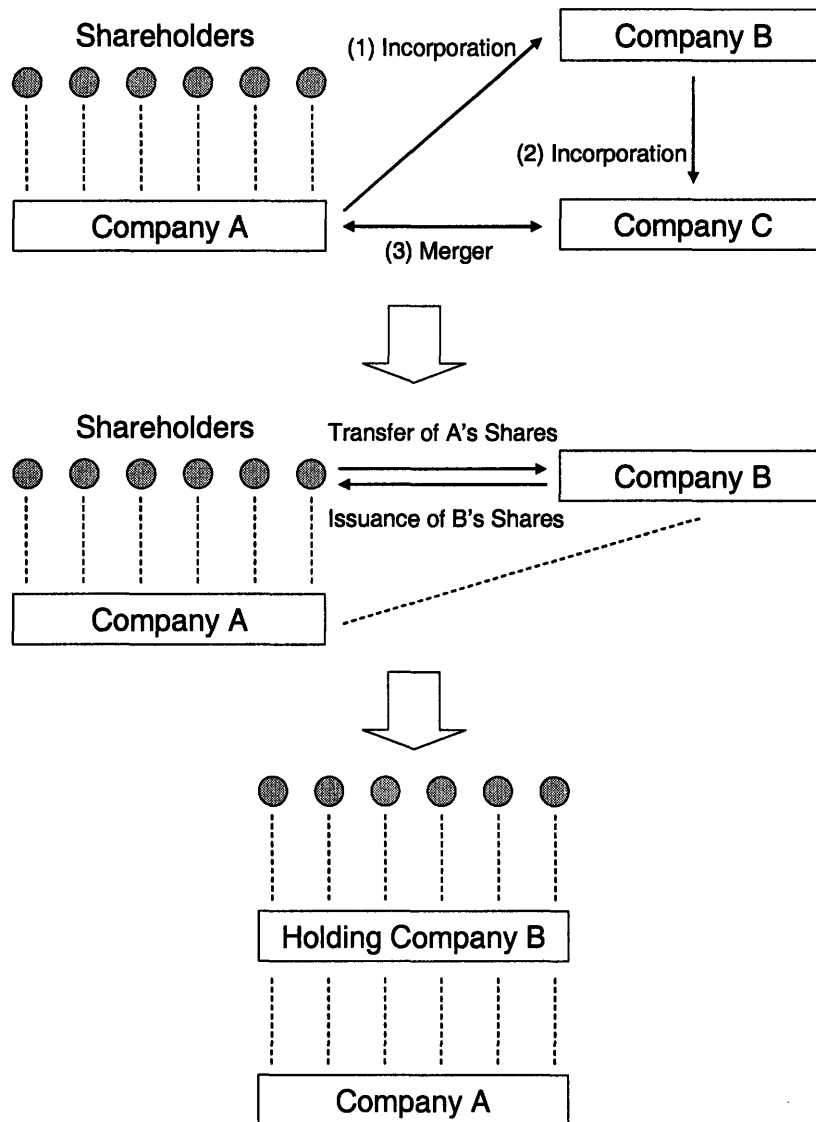 Shareholders
(1) Incorporation
Company B
(2) Incorporation
Company A
(3) Merger
Company C
Shareholders
Transfer of A's Shares
Company B
Issuance of B's Shares
Company A
Holding Company B
Company A